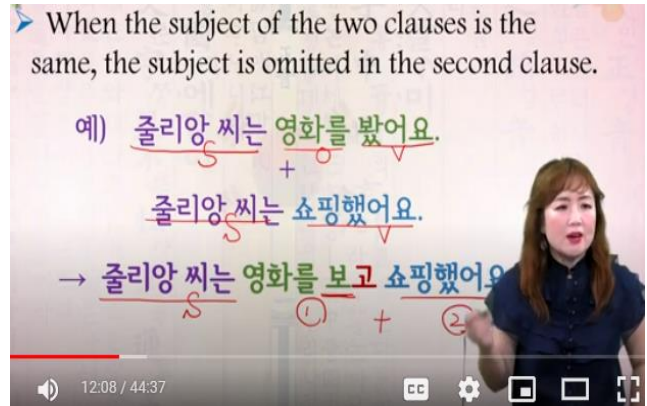 When the subject of the two clauses is the
same, the subject is omitted in the second clause.
예) 줄리앙 씨는 영화를 봤어요.
S O V
+
줄리앙 씨는 쇼핑했어요.
S V
→ 줄리앙 씨는 영화를 보고 쇼핑했어요
S ① + ②
12:08 / 44:37
CC